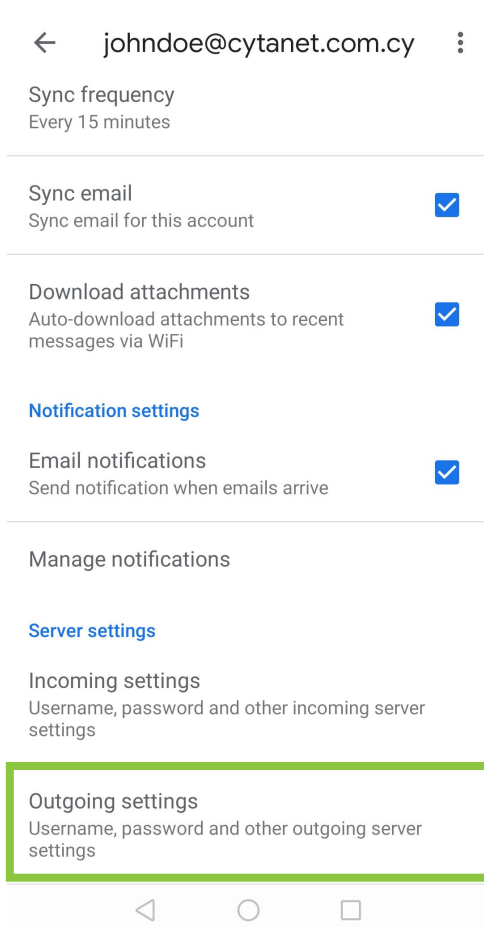 johndoe@cytanet.com.cy
Sync frequency
Every 15 minutes
Sync email
Sync email for this account
Download attachments
Auto-download attachments to recent
messages via WiFi
Notification settings
Email notifications
Send notification when emails arrive
Manage notifications
Server settings
Incoming settings
Username, password and other incoming server
settings
Outgoing settings
Username, password and other outgoing server
settings